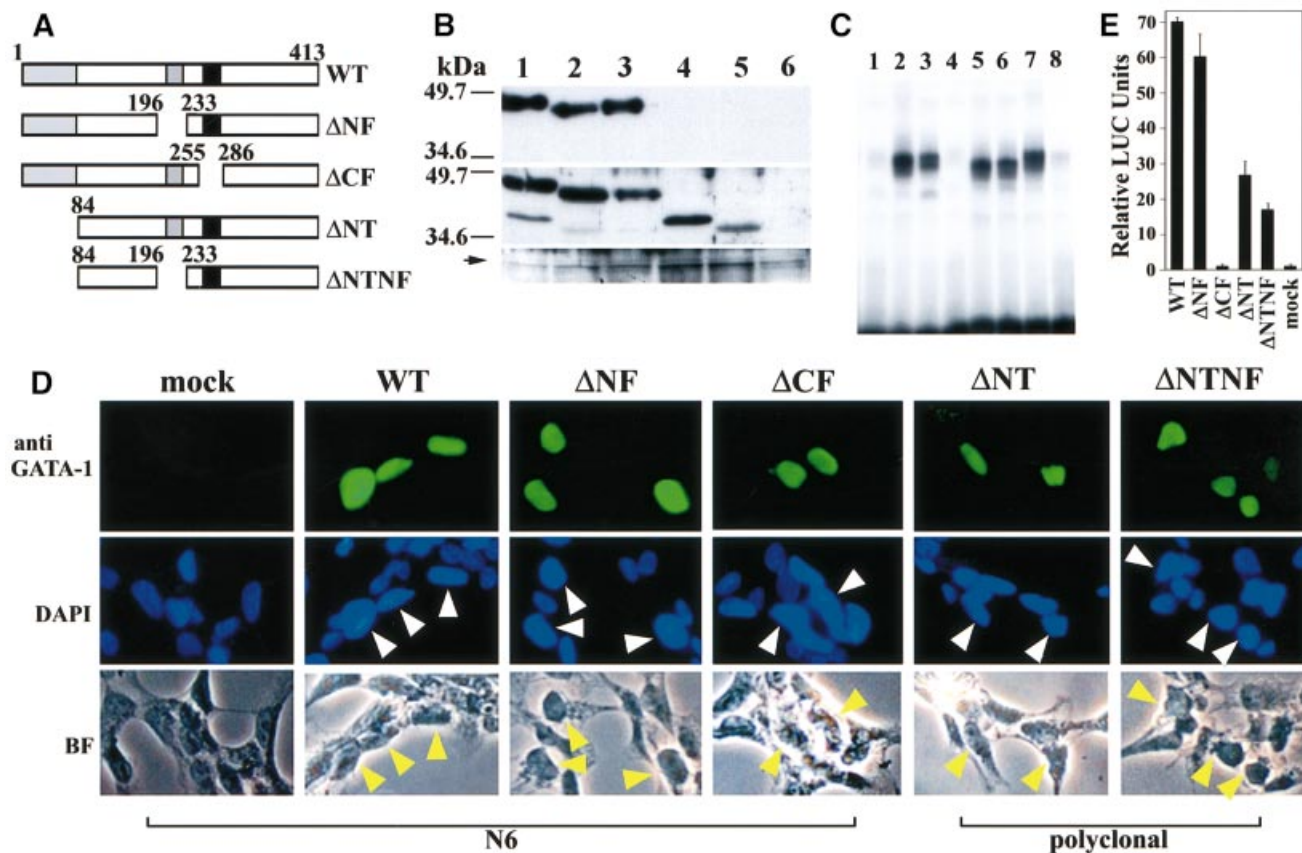 A
1 413
WT
196 233
ΔNF
255 286
ΔCF
84
ΔNT
84 196 233
ΔNTNF
B
kDa 1 2 3 4 5 6
49.7
34.6
49.7
34.6
C
1 2 3 4 5 6 7 8
E
Relative LUC Units
70
60
50
40
30
20
10
0
WT
ΔNF
ΔCF
ΔNT
ΔNTNF
mock
D
mock WT ΔNF ΔCF ΔNT ΔNTNF
anti
GATA-1
DAPI
BF
N6 polyclonal